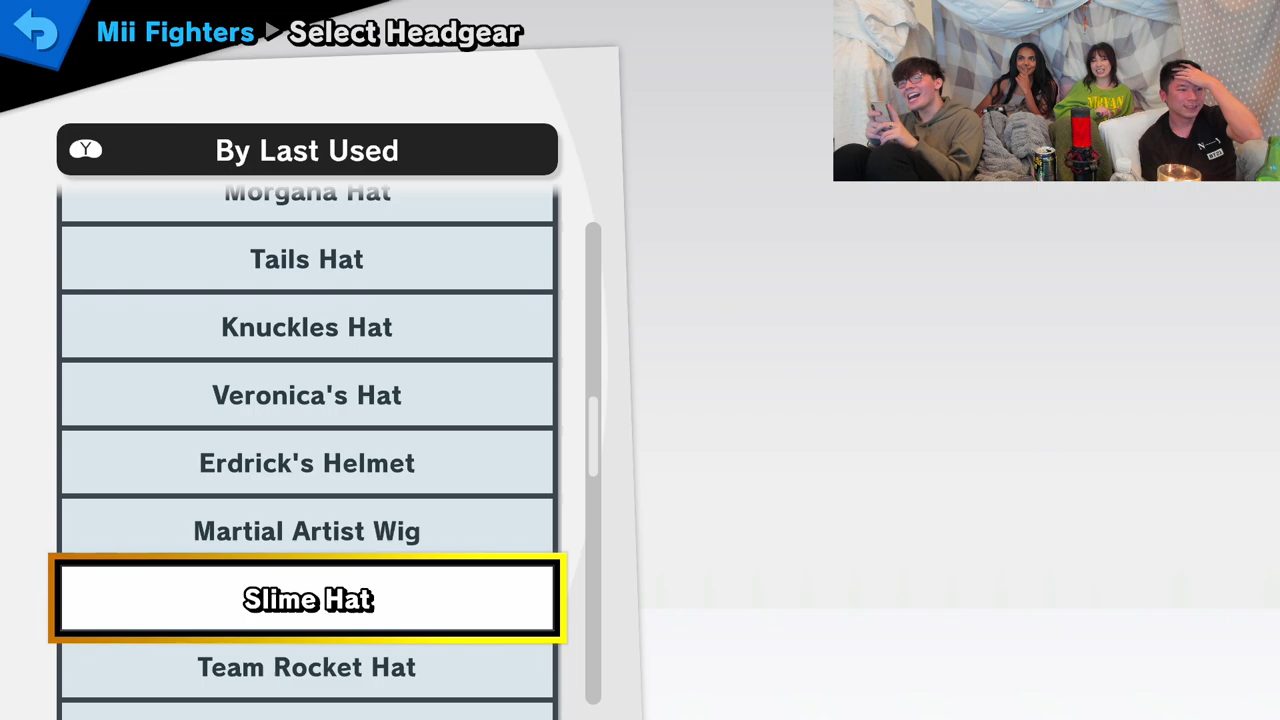 Mii Fighters ▶ Select Headgear
Y By Last Used
Morgana Hat
Tails Hat
Knuckles Hat
Veronica's Hat
Erdrick's Helmet
Martial Artist Wig
Slime Hat
Team Rocket Hat
NIRVAN